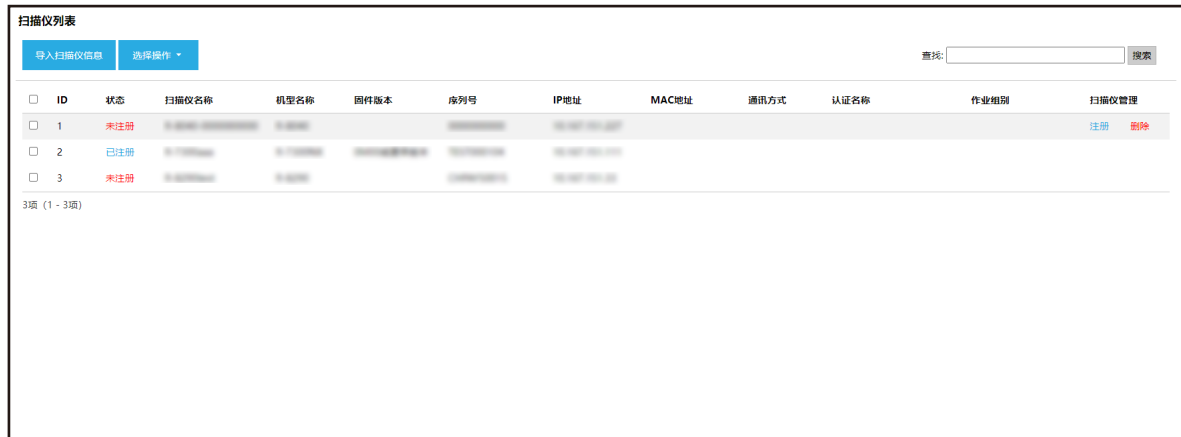 扫描仪列表
导入扫描仪信息 选择操作 查找: 搜索
ID 状态 扫描仪名称 机型名称 固件版本 序列号 IP地址 MAC地址 通讯方式 认证名称 作业组别 扫描仪管理
1 未注册 注册 删除
2 已注册
3 未注册
3项 (1 - 3项)